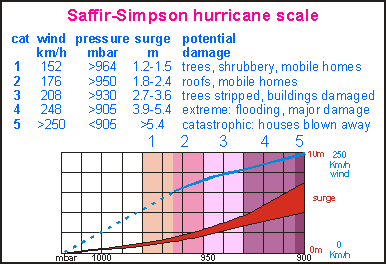 Saffir-Simpson hurricane scale
cat wind pressure surge potential
km/h mbar m damage
1 152 >964 1.2-1.5 trees, shrubbery, mobile homes
2 176 >950 1.8-2.4 roofs, mobile homes
3 208 >930 2.7-3.6 trees stripped, buildings damaged
4 248 >905 3.9-5.4 extreme: flooding, major damage
5 >250 <905 >5.4 catastrophic: houses blown away
1 2 3 4 5
10m 250
Km/h
wind
surge
0m 0
Km/h
mbar 1000 950 900